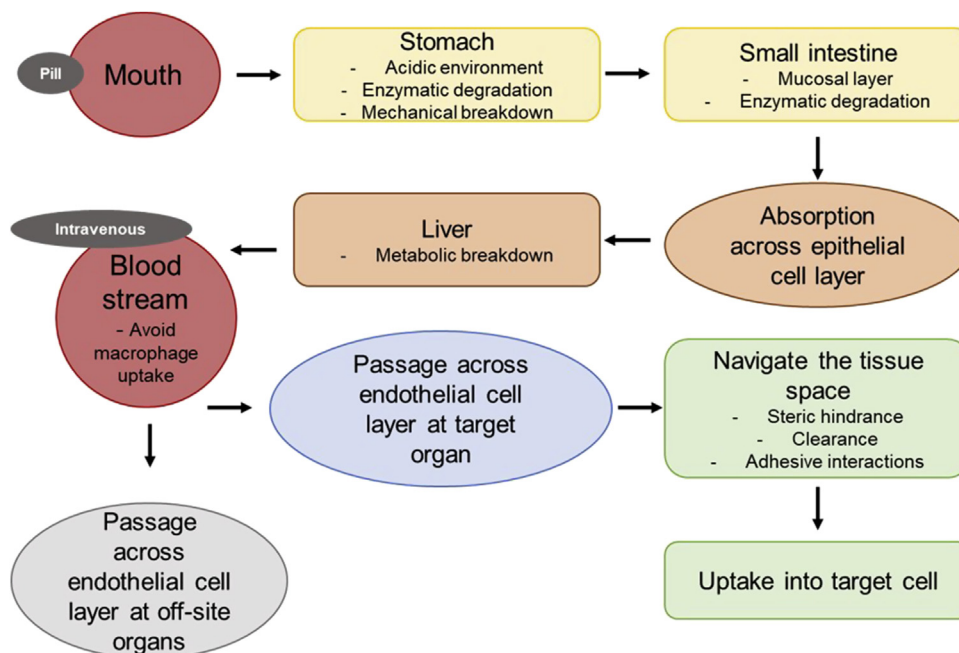 Pill
Mouth
Stomach
- Acidic environment
- Enzymatic degradation
- Mechanical breakdown
Small intestine
- Mucosal layer
- Enzymatic degradation
Absorption
across epithelial
cell layer
Liver
- Metabolic breakdown
Intravenous
Blood
stream
- Avoid
macrophage
uptake
Passage across
endothelial cell
layer at target
organ
Navigate the tissue
space
- Steric hindrance
- Clearance
- Adhesive interactions
Passage
across
endothelial cell
layer at off-site
organs
Uptake into target cell